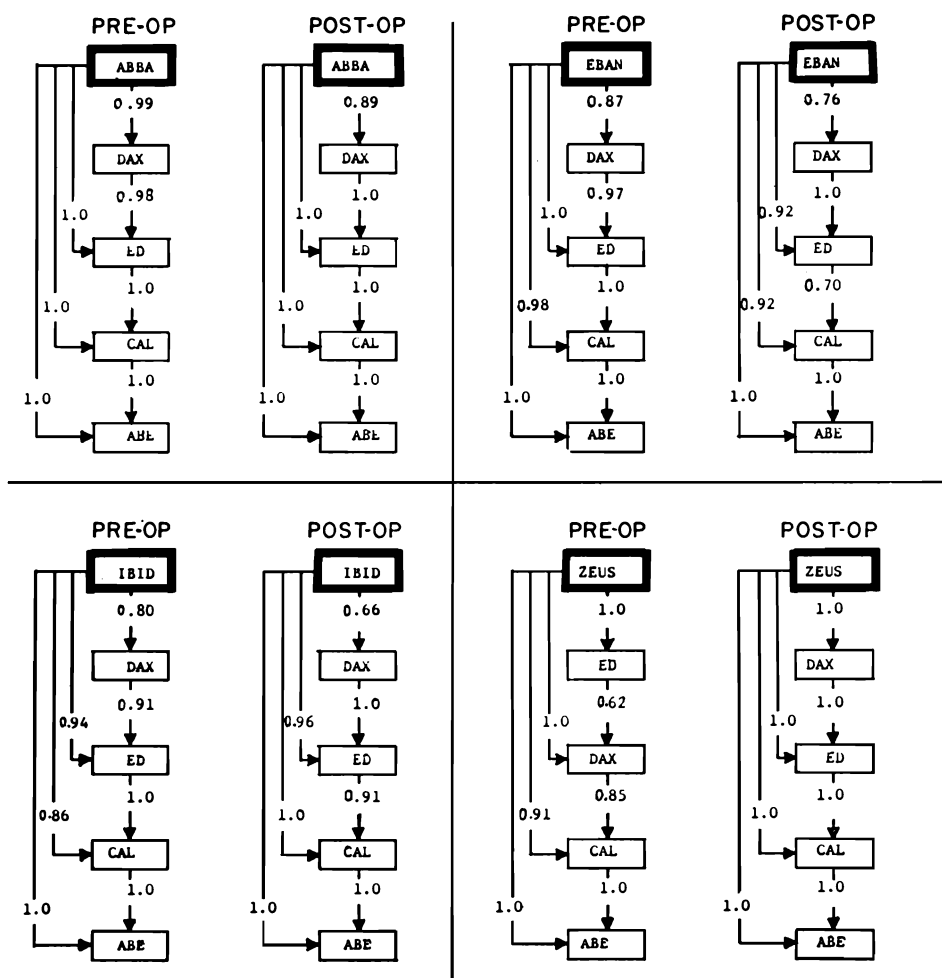 PRE-OP POST-OP PRE-OP POST-OP
ABBA ABBA EBAN EBAN
0.99 0.89 0.87 0.76
DAX DAX DAX DAX
0.98 1.0 0.97 1.0
1.0 1.0 1.0 0.92
ED ED ED ED
1.0 1.0 1.0 0.70
1.0 1.0 0.98 0.92
CAL CAL CAL CAL
1.0 1.0 1.0 1.0
1.0 1.0 1.0 1.0
ABE ABE ABE ABE
PRE-OP POST-OP PRE-OP POST-OP
IBID IBID ZEUS ZEUS
0.80 0.66 1.0 1.0
DAX DAX ED DAX
0.91 1.0 0.62 1.0
0.94 0.96 1.0 1.0
ED ED DAX ED
1.0 0.91 0.85 1.0
0.86 1.0 0.91 1.0
CAL CAL CAL CAL
1.0 1.0 1.0 1.0
1.0 1.0 1.0 1.0
ABE ABE ABE ABE